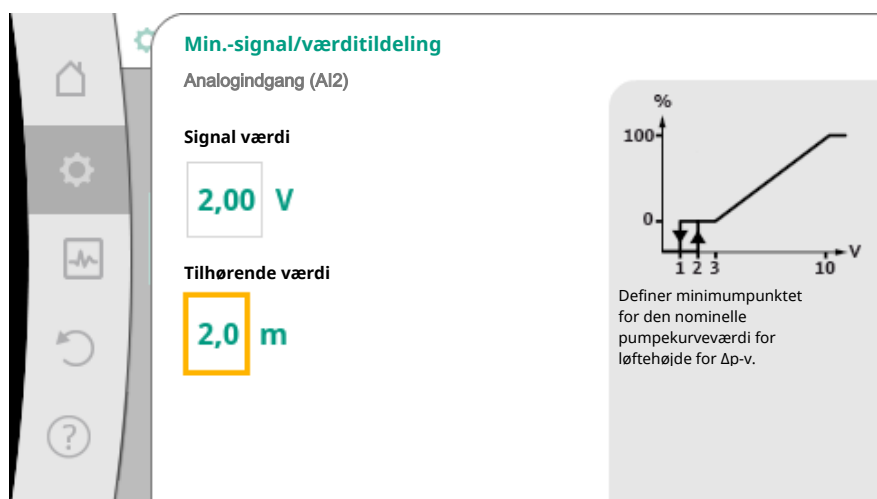 Min.-signal/værditildeling
Analogindgang (AI2)
Signal værdi
2,00 V
Tilhørende værdi
2,0 m
%
100
0
1 2 3 10 V
Definer minimumpunktet
for den nominelle
pumpekurveværdi for
løftehøjde for Δp-v.
?